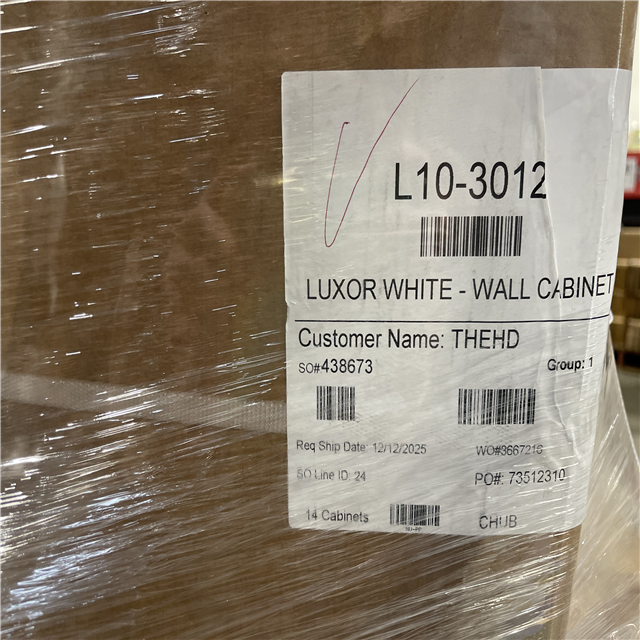 L10-3012
LUXOR WHITE - WALL CABINET
Customer Name: THEHD
SO#438673 Group: 1
Req Ship Date: 12/12/2025 WO#3667216
SO Line ID: 24 PO#: 73512310
14 Cabinets CHUB